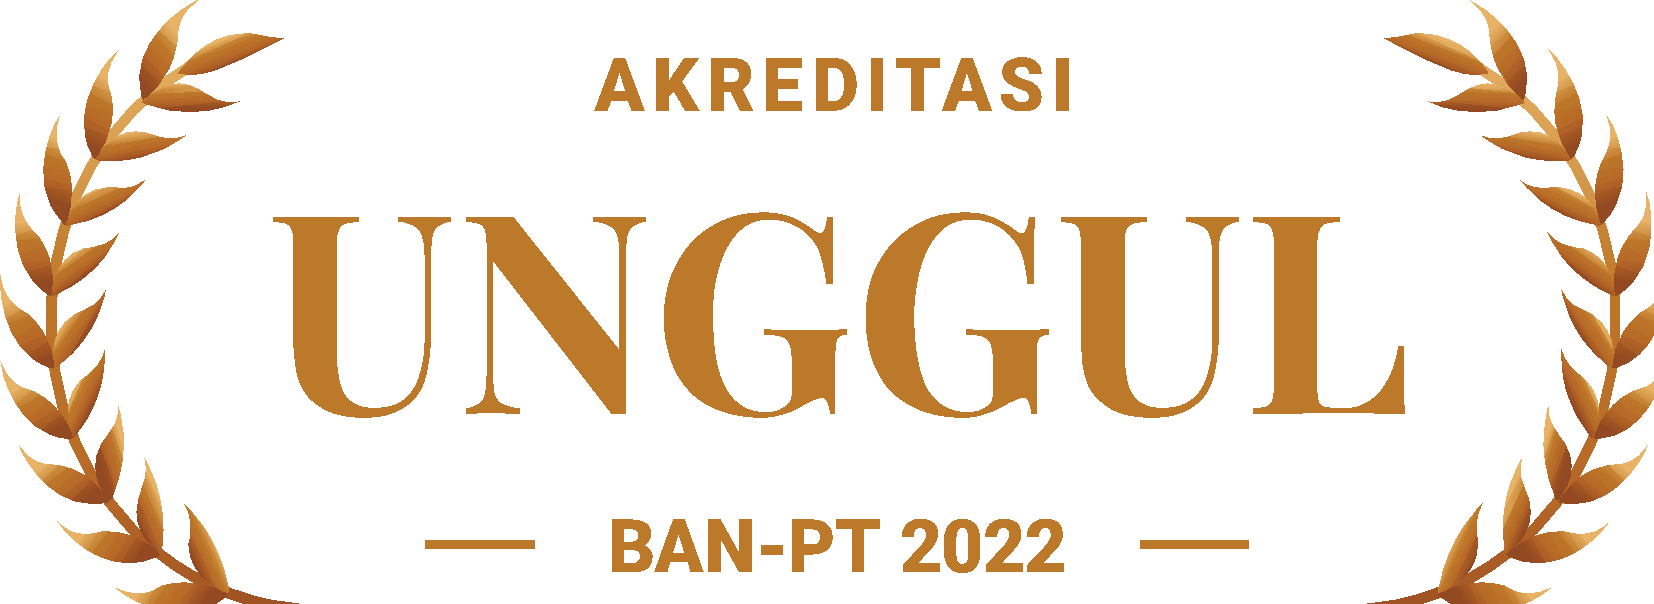 AKREDITASI
UNGGUL
BAN-PT 2022